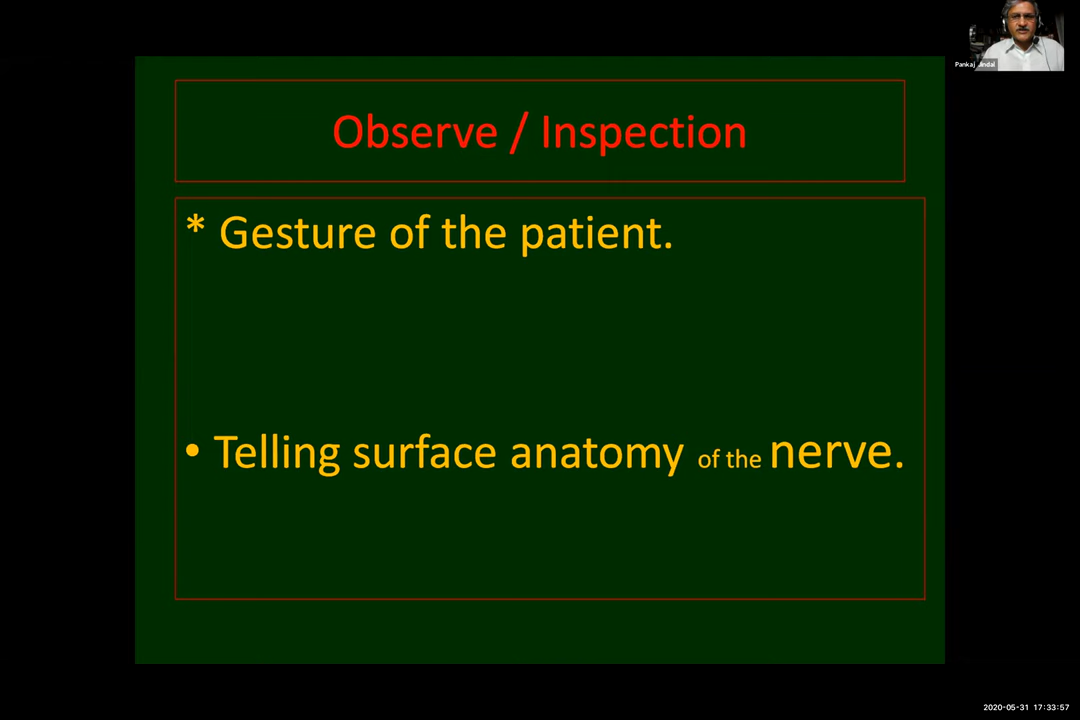 Pankaj Jindal
Observe / Inspection
* Gesture of the patient.
• Telling surface anatomy of the nerve.
2020-05-31 17:33:57